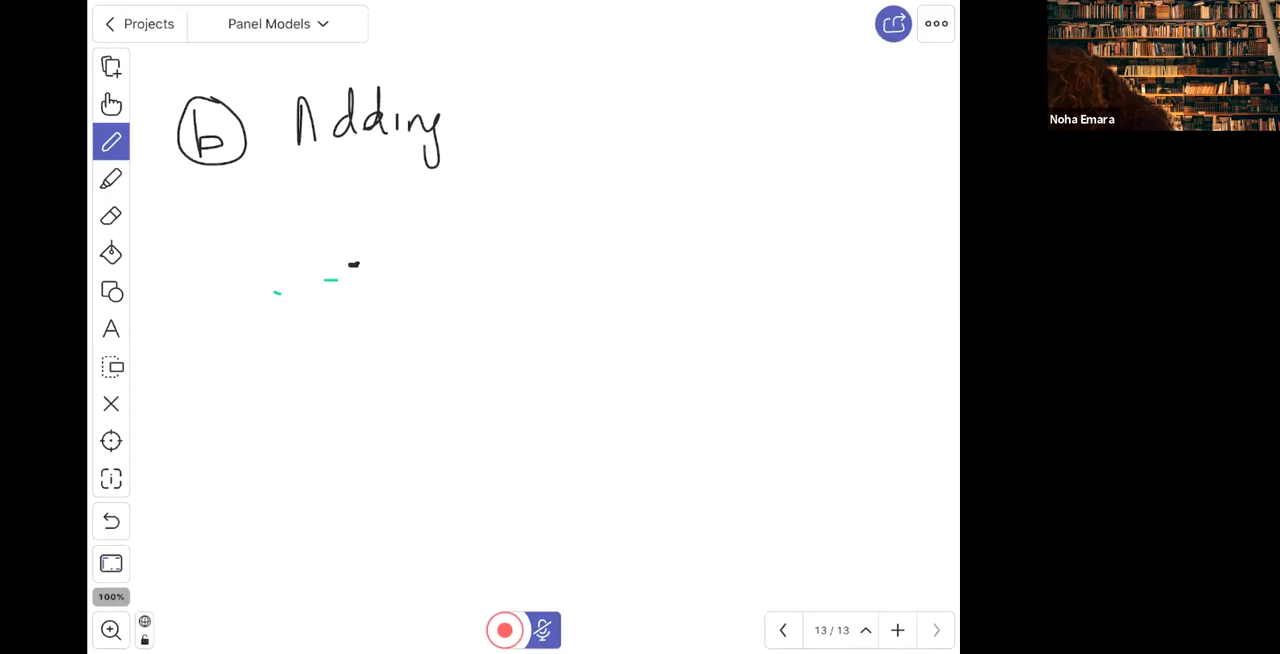 Projects
Panel Models
b Adding
Noha Emara
A
100%
13 / 13